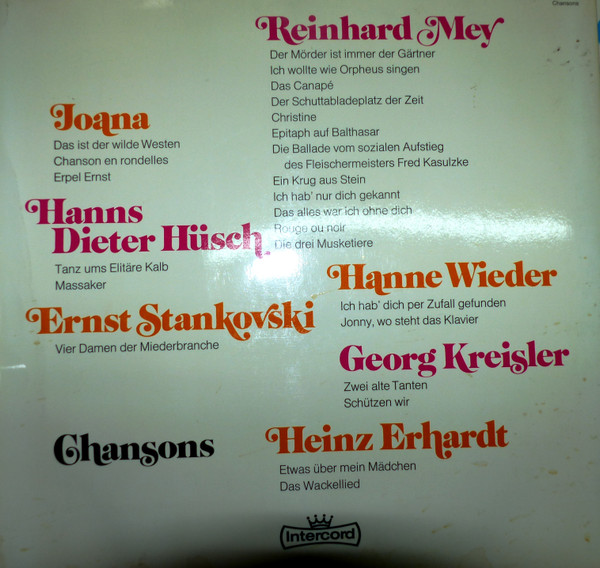 Chansons
Reinhard Mey
Der Mörder ist immer der Gärtner
Ich wollte wie Orpheus singen
Das Canapé
Der Schuttabladeplatz der Zeit
Christine
Epitaph auf Balthasar
Die Ballade vom sozialen Aufstieg
des Fleischermeisters Fred Kasulzke
Ein Krug aus Stein
Ich hab' nur dich gekannt
Das alles war ich ohne dich
Rouge ou noir
Die drei Musketiere
Joana
Das ist der wilde Westen
Chanson en rondelles
Erpel Ernst
Hanns
Dieter Hüsch
Tanz ums Elitäre Kalb
Massaker
Hanne Wieder
Ich hab' dich per Zufall gefunden
Jonny, wo steht das Klavier
Ernst Stankovski
Vier Damen der Miederbranche
Georg Kreisler
Zwei alte Tanten
Schützen wir
Chansons
Heinz Erhardt
Etwas über mein Mädchen
Das Wackellied
Intercord